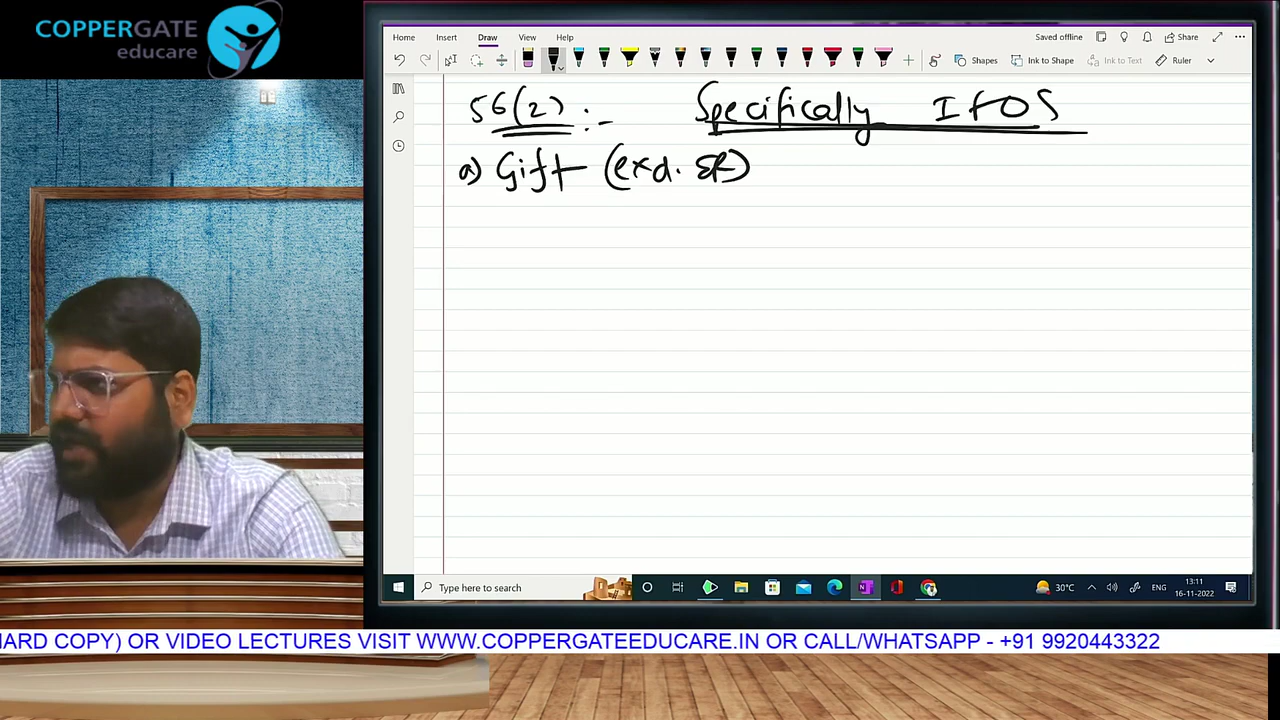 COPPERGATE
educare
Home Insert Draw View Help
Saved offline
Share
Shapes
Ink to Shape
Ink to Text
Ruler
56(2) :- Specifically IFOS
a) Gift (exd. SR)
Type here to search
30°C
ENG
13:11
16-11-2022
HARD COPY) OR VIDEO LECTURES VISIT WWW.COPPERGATEEDUCARE.IN OR CALL/WHATSAPP - +91 9920443322